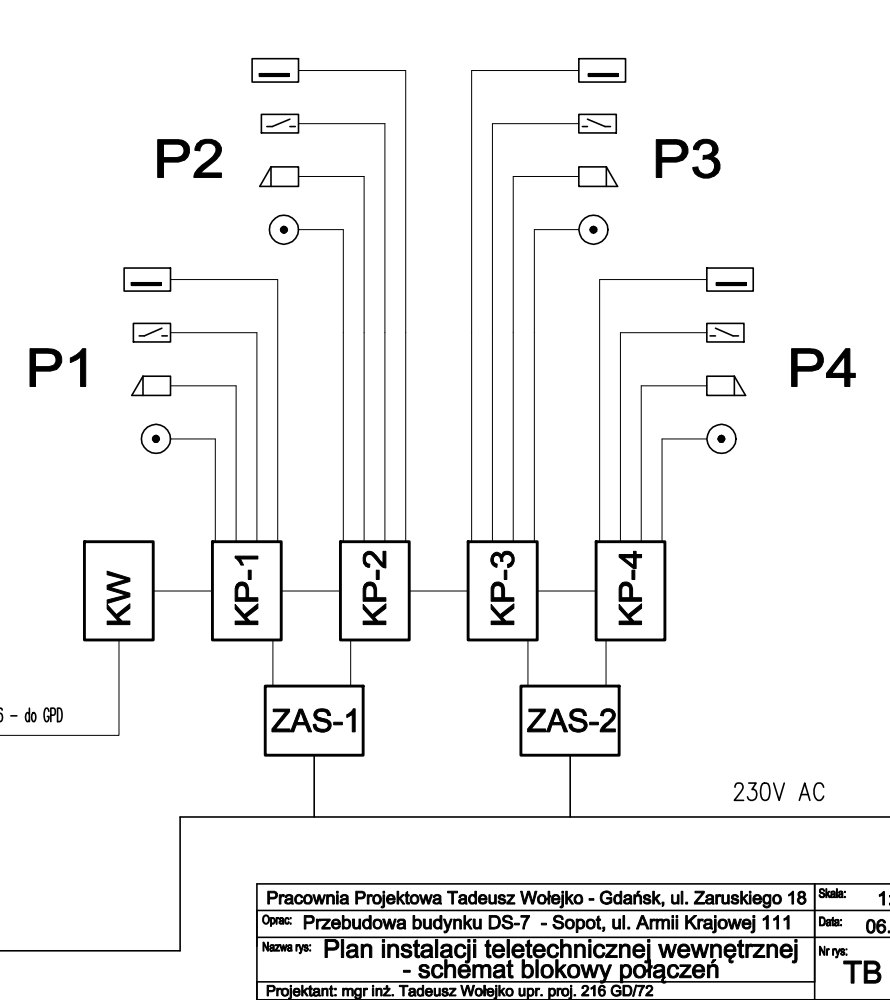 P2
P3
P1
P4
KW
KP-1
KP-2
KP-3
KP-4
- do GPD
ZAS-1
ZAS-2
230V AC
Pracownia Projektowa Tadeusz Wołejko - Gdańsk, ul. Zaruskiego 18
Skala:
Oprac: Przebudowa budynku DS-7 - Sopot, ul. Armii Krajowej 111
Data: 06.
Nazwa rys: Plan instalacji teletechnicznej wewnętrznej
- schemat blokowy połączeń
Nr rys:
TB
Projektant: mgr inż. Tadeusz Wołejko upr. proj. 216 GD/72